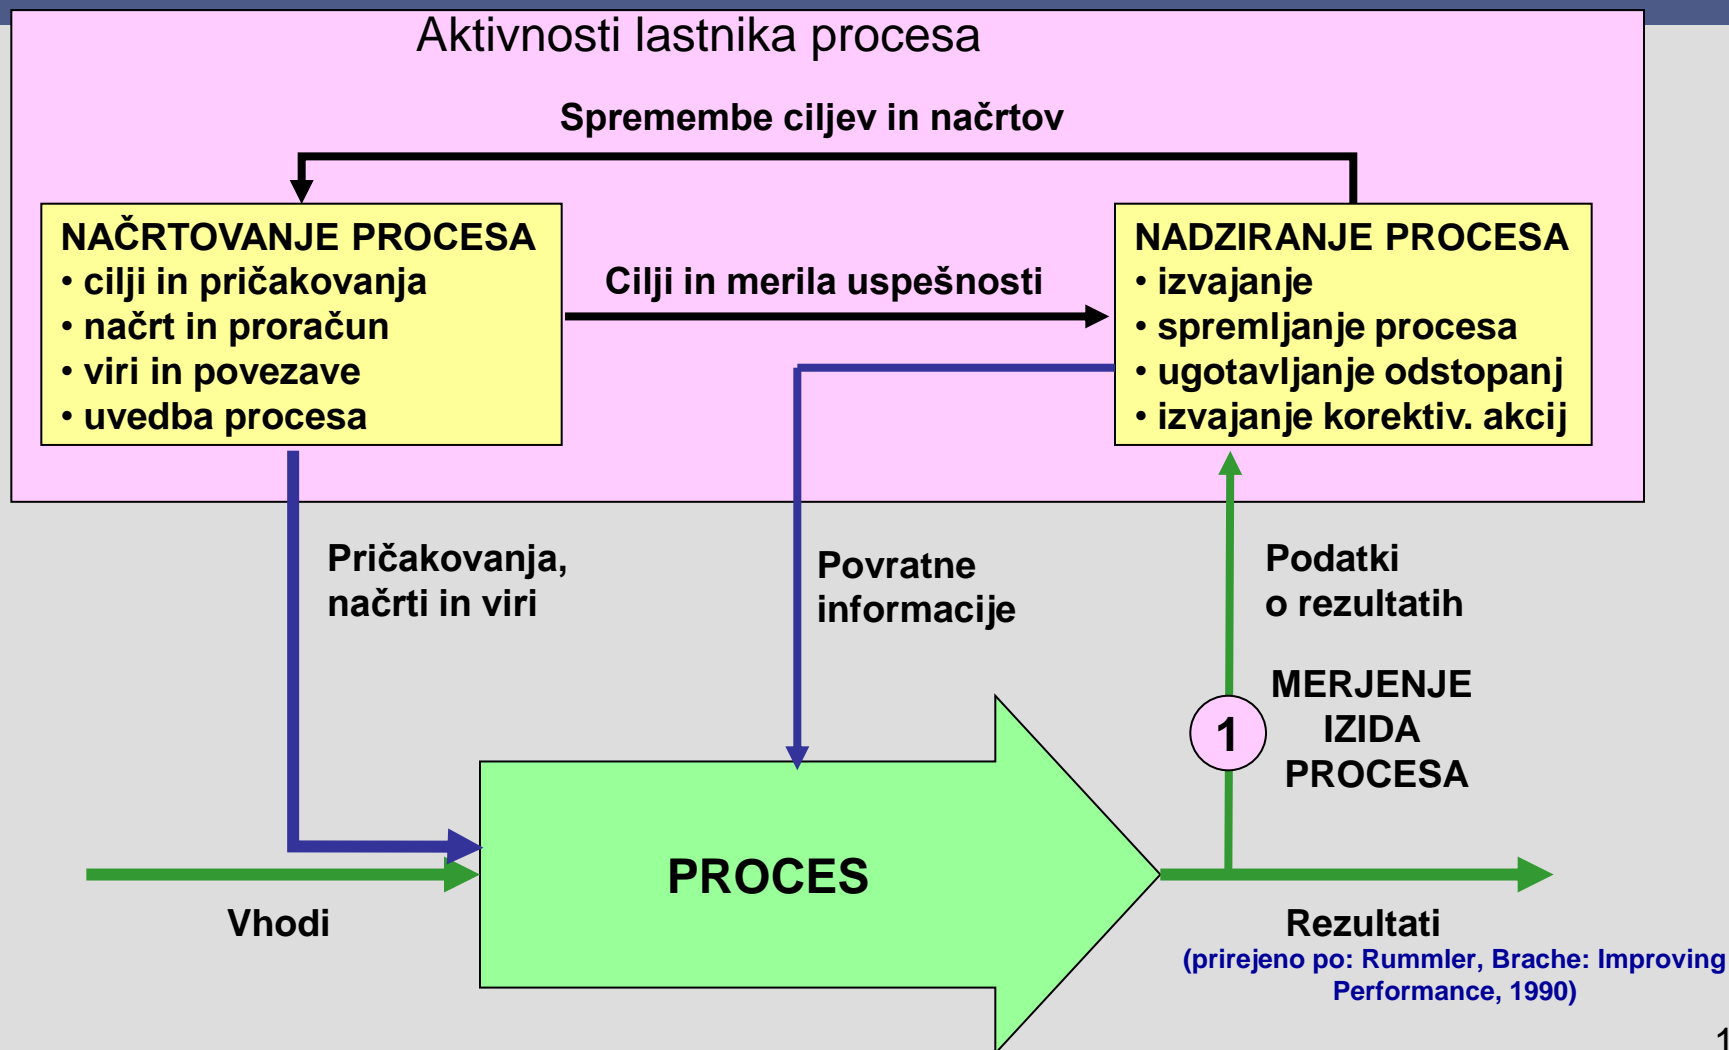 Aktivnosti lastnika procesa
Spremembe ciljev in načrtov
NAČRTOVANJE PROCESA
• cilji in pričakovanja
• načrt in proračun
• viri in povezave
• uvedba procesa
Cilji in merila uspešnosti
NADZIRANJE PROCESA
• izvajanje
• spremljanje procesa
• ugotavljanje odstopanj
• izvajanje korektiv. akcij
Pričakovanja,
načrti in viri
Povratne
informacije
Podatki
o rezultatih
1
MERJENJE
IZIDA
PROCESA
PROCES
Vhodi
Rezultati
(prirejeno po: Rummler, Brache: Improving
Performance, 1990)